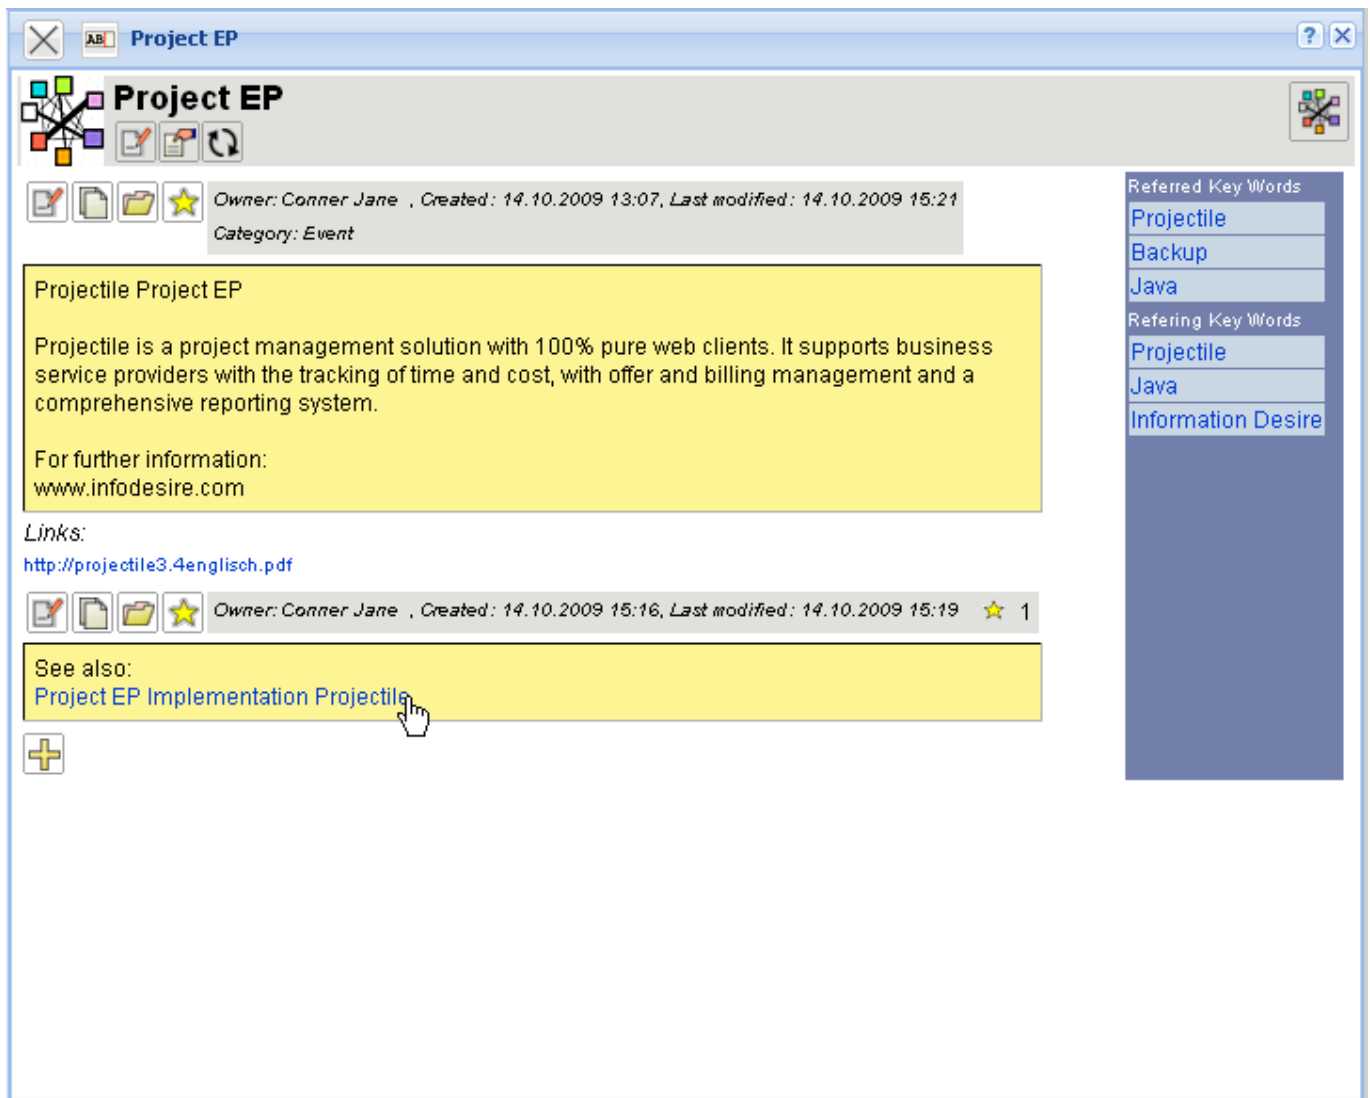 AB Project EP
Project EP
Owner: Conner Jane , Created: 14.10.2009 13:07, Last modified: 14.10.2009 15:21
Category: Event
Projectile Project EP
Projectile is a project management solution with 100% pure web clients. It supports business
service providers with the tracking of time and cost, with offer and billing management and a
comprehensive reporting system.
For further information:
www.infodesire.com
Links:
http://projectile3.4englisch.pdf
Owner: Conner Jane , Created: 14.10.2009 15:16, Last modified: 14.10.2009 15:19 1
See also:
Project EP Implementation Projectile
Referred Key Words
Projectile
Backup
Java
Refering Key Words
Projectile
Java
Information Desire